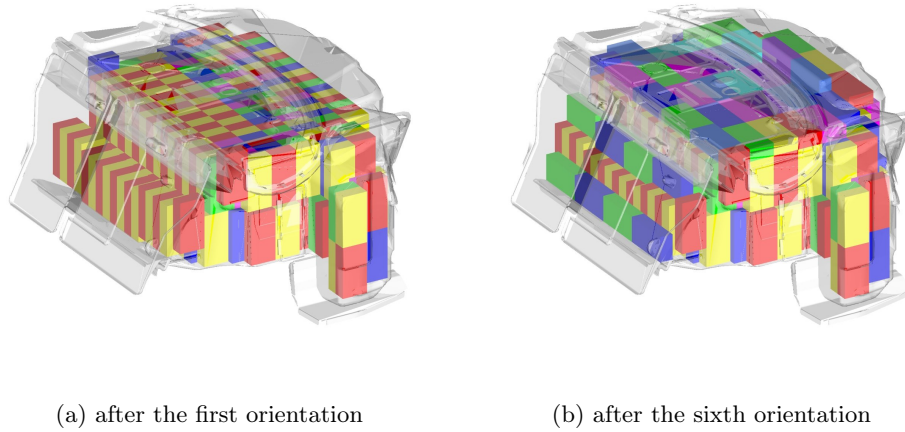 (a) after the first orientation
(b) after the sixth orientation